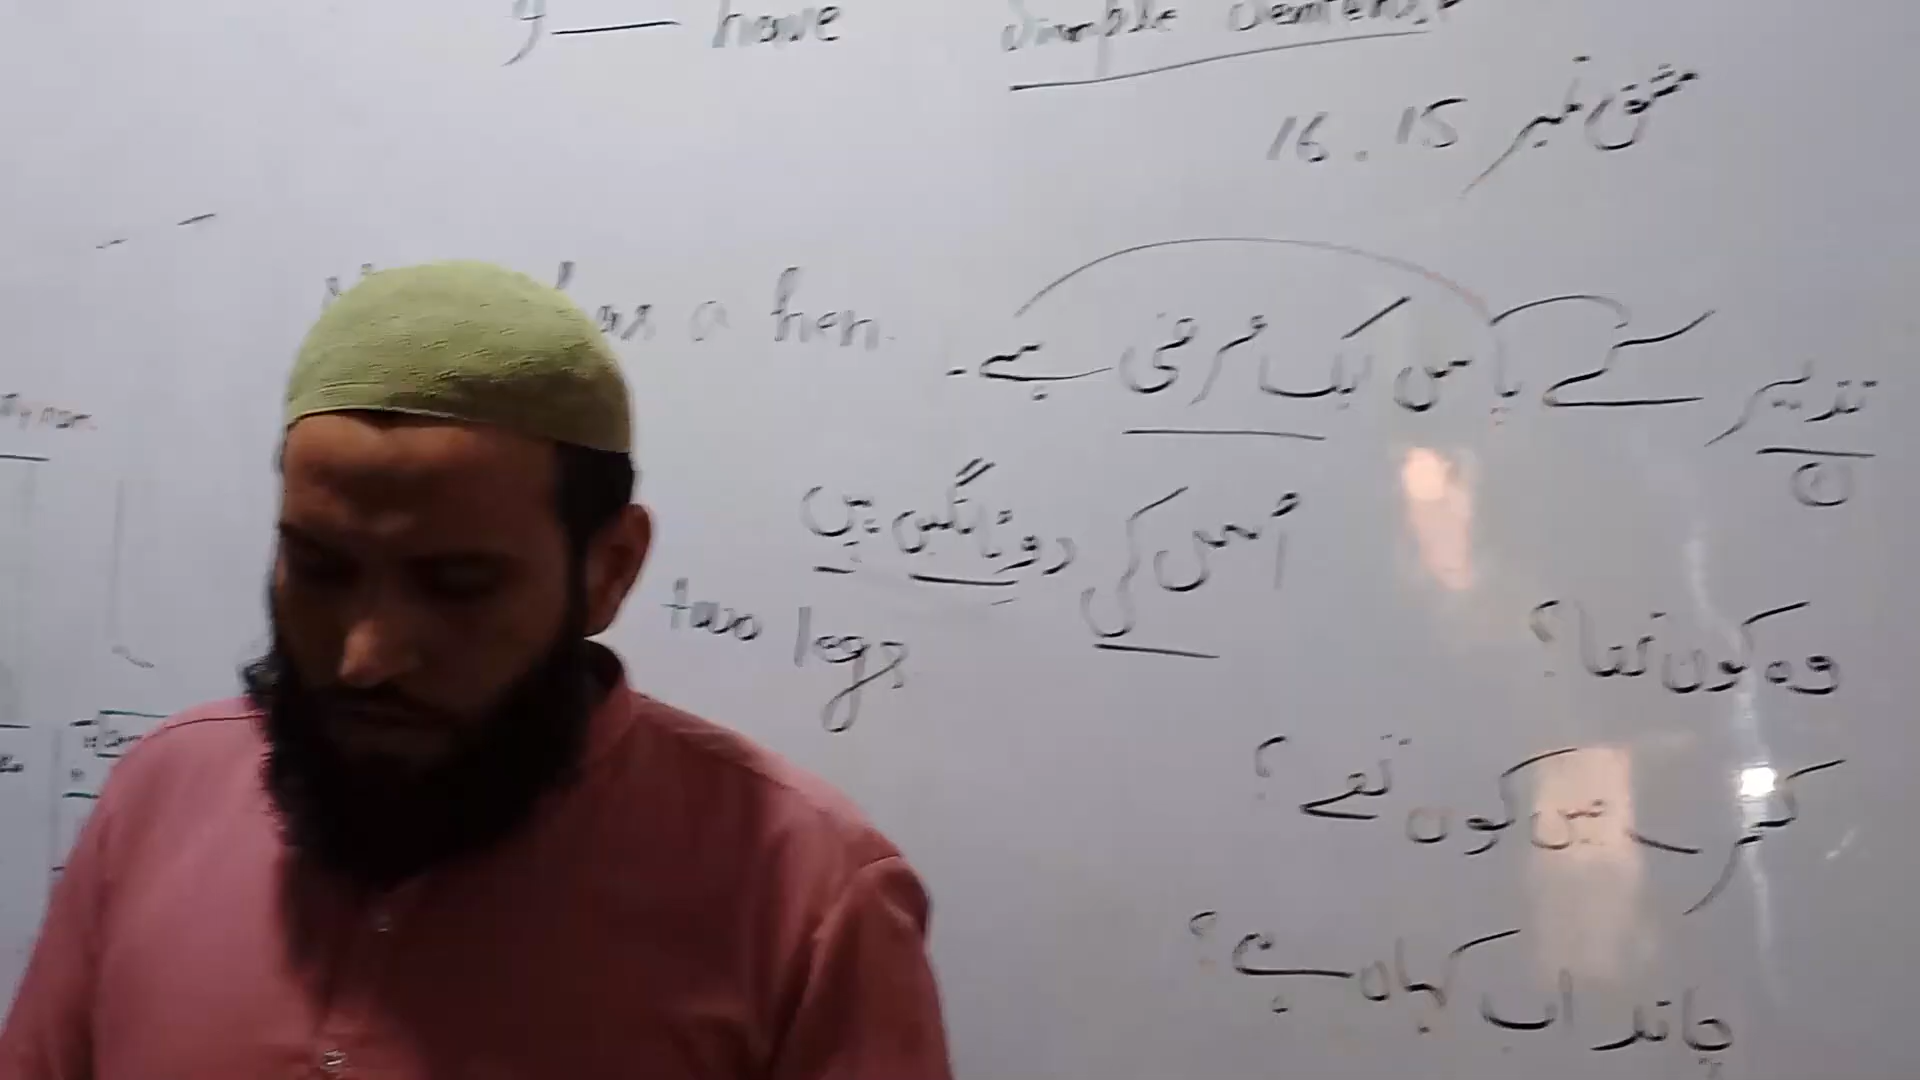 I — have
Simple Sentence
مشق نمبر 15 . 16
نذیر کے پاس ایک مرغی ہے۔
has a hen.
اُس کی دو ٹانگیں ہیں
two legs
وہ کون تھا؟
کمرے میں کون تھے؟
چاند اب کہاں ہے؟